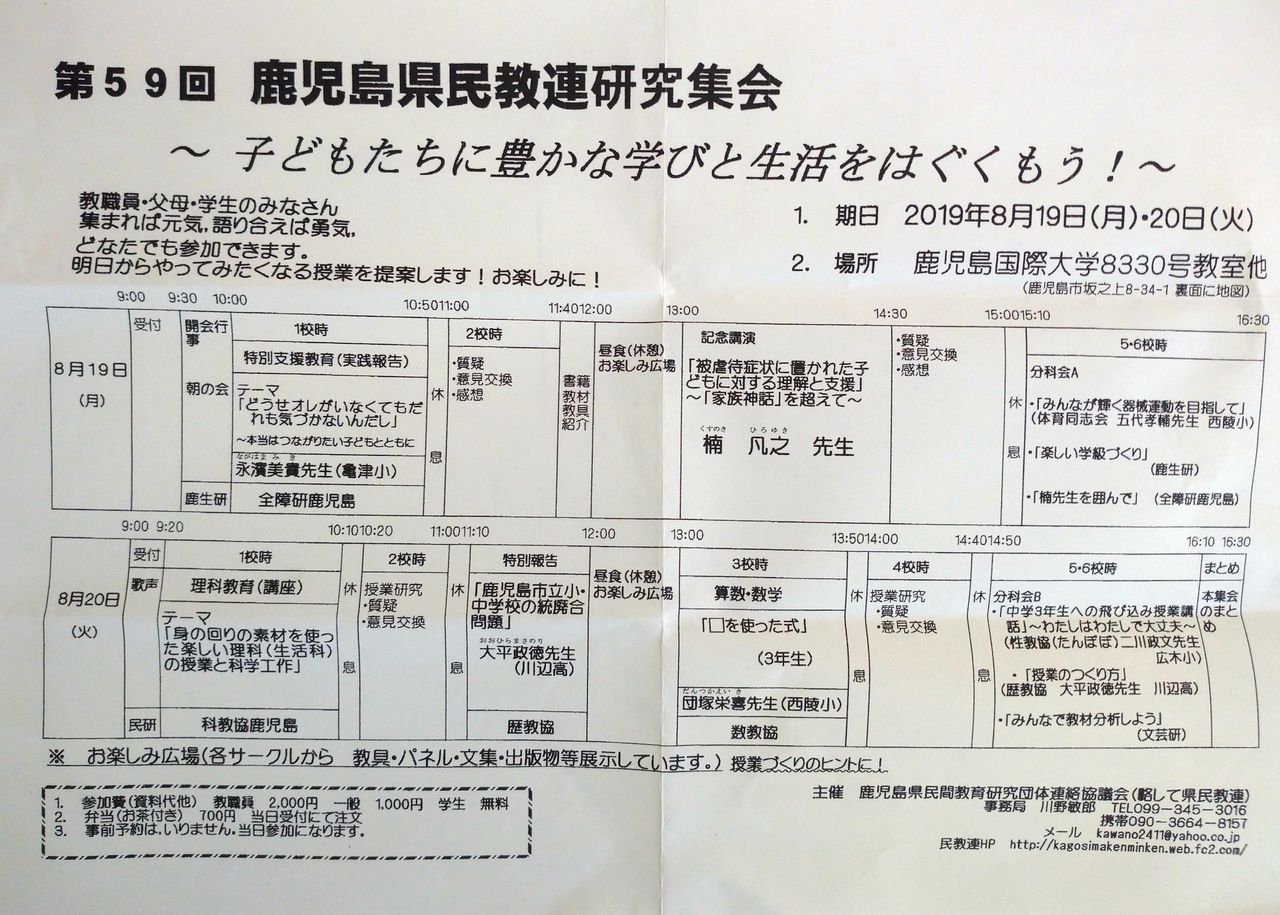 第59回 鹿児島県民教連研究集会
～ 子どもたちに豊かな学びと生活をはぐくもう！～
教職員・父母・学生のみなさん
集まれば元気，語り合えば勇気，
どなたでも参加できます。
明日からやってみたくなる授業を提案します！お楽しみに！
1. 期日 2019年8月19日（月）・20日（火）
2. 場所 鹿児島国際大学8330号教室他
（鹿児島市坂之上8-34-1 裏面に地図）
9:00 9:30 10:00 10:50 11:00 11:40 12:00 13:00 14:30 15:00 15:10 16:30
8月19日
（月）
受付
開会行
事
朝の会
鹿生研
1校時
特別支援教育（実践報告）
テーマ
「どうせオレがいなくてもだ
れも気づかないんだし」
～本当はつながりたい子どもとともに
ながはま み き
永濱美貴先生（亀津小）
全障研鹿児島
休
息
2校時
・質疑
・意見交換
・感想
書籍
教材
教具
紹介
昼食（休憩）
お楽しみ広場
記念講演
「被虐待症状に置かれた子
どもに対する理解と支援」
～「家族神話」を超えて～
くすのき ひろゆき
楠 凡之 先生
・質疑
・意見交換
・感想
休
息
5・6校時
分科会A
・「みんなが輝く器械運動を目指して」
（体育同志会 五代孝輔先生 西陵小）
・「楽しい学級づくり」
（鹿生研）
・「楠先生を囲んで」（全障研鹿児島）
9:00 9:20 10:10 10:20 11:00 11:10 12:00 13:00 13:50 14:00 14:40 14:50 16:10 16:30
8月20日
（火）
受付
歌声
民研
1校時
理科教育（講座）
テーマ
「身の回りの素材を使っ
た楽しい理科（生活科）
の授業と科学工作」
科教協鹿児島
休
息
2校時
授業研究
・質疑
・意見交換
休
息
特別報告
「鹿児島市立小・
中学校の統廃合
問題」
おおひらまさのり
大平政徳先生
（川辺高）
歴教協
昼食（休憩）
お楽しみ広場
3校時
算数・数学
「□を使った式」
（3年生）
だんつかえい き
団塚栄喜先生（西陵小）
数教協
休
息
4校時
授業研究
・質疑
・意見交換
休
息
5・6校時
分科会B
・「中学3年生への飛び込み授業講
話」～わたしはわたしで大丈夫～
（性教協（たんぽぽ）二川政文先生
広木小）
・「授業のつくり方」
（歴教協 大平政徳先生 川辺高）
・「みんなで教材分析しよう」
（文芸研）
まとめ
本集会
のまと
め
※ お楽しみ広場（各サークルから 教具・パネル・文集・出版物等展示しています。）授業づくりのヒントに！
1. 参加費（資料代他） 教職員 2,000円 一般 1,000円 学生 無料
2. 弁当（お茶付き） 700円 当日受付にて注文
3. 事前予約は，いりません。当日参加になります。
主催 鹿児島県民間教育研究団体連絡協議会（略して県民教連）
事務局 川野敏郎 TEL099-345-3016
携帯090-3664-8157
メール kawano2411@yahoo.co.jp
民教連HP http://kagosimakenminken.web.fc2.com/